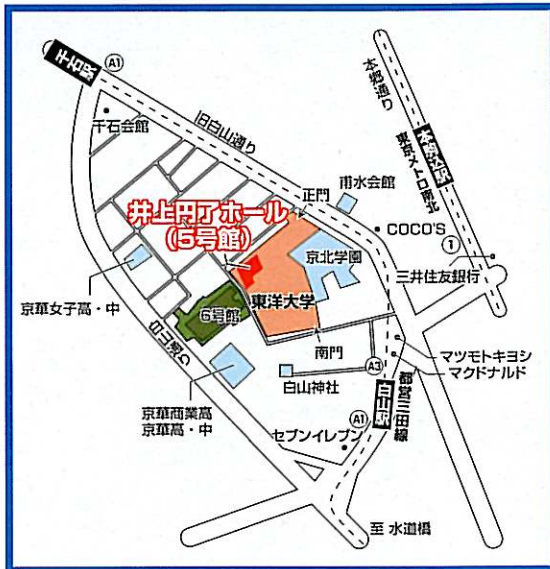 千石駅
A1
千石会館
旧白山通り
本郷通り
本駒込駅
東京メトロ南北
正門
甫水会館
井上円了ホール
(5号館)
COCO'S
1
京北学園
三井住友銀行
京華女子高・中
東洋大学
6号館
白山通り
南門
A3
マツモトキヨシ
マクドナルド
白山神社
京華商業高
京華高・中
白山駅
都営三田線
A1
セブンイレブン
至 水道橋